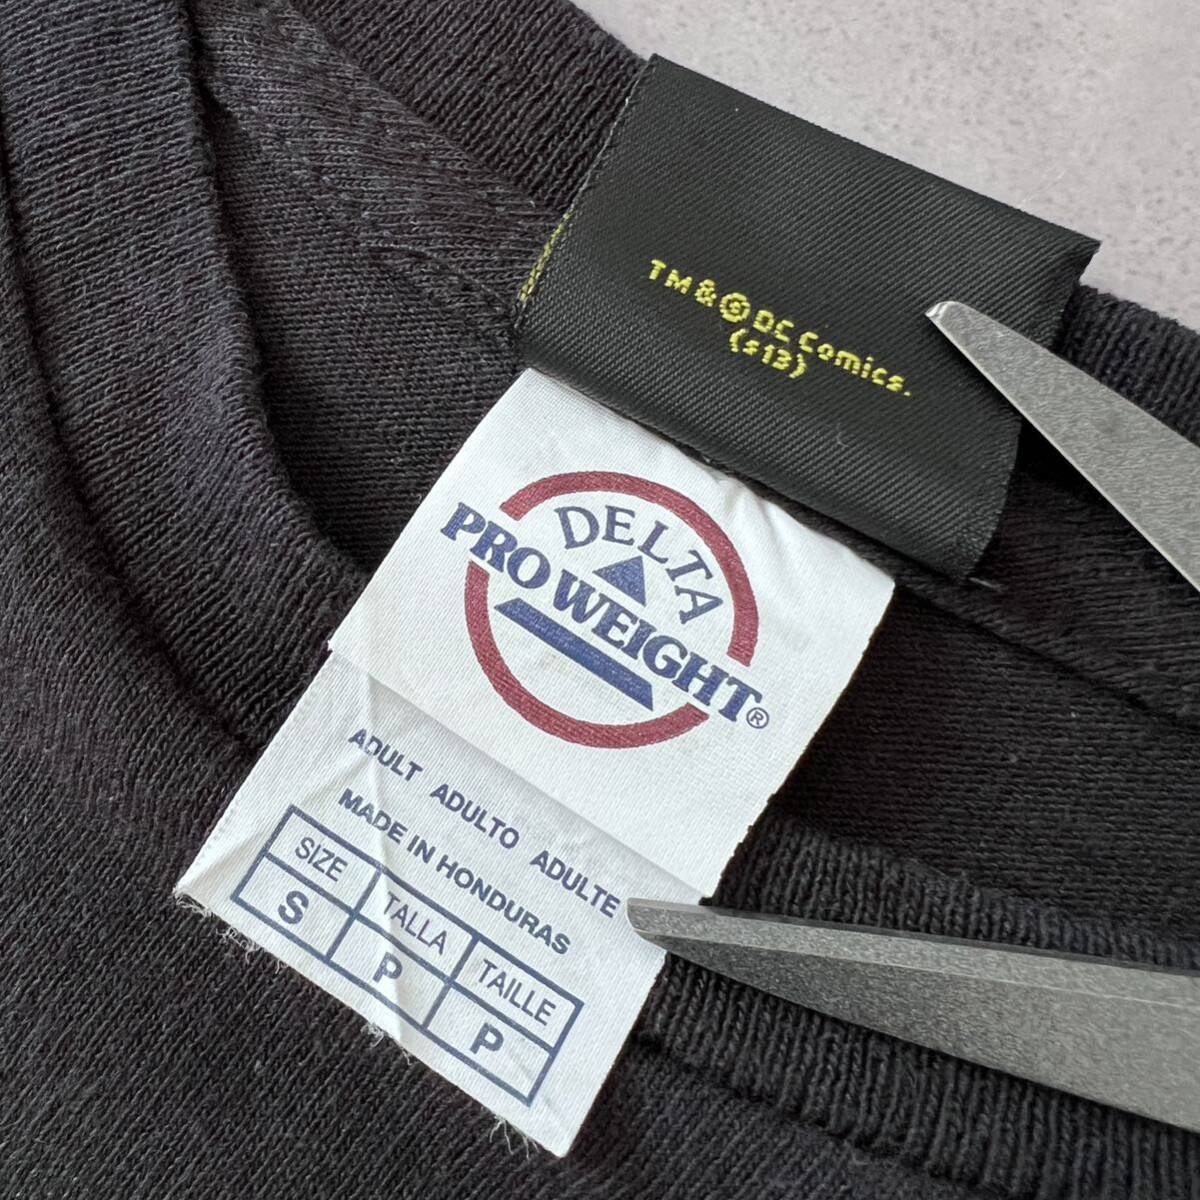 TM & © DC Comics.
(s13)
DELTA
PRO WEIGHT®
ADULT ADULTO ADULTE
MADE IN HONDURAS
SIZE TALLA TAILLE
S P P